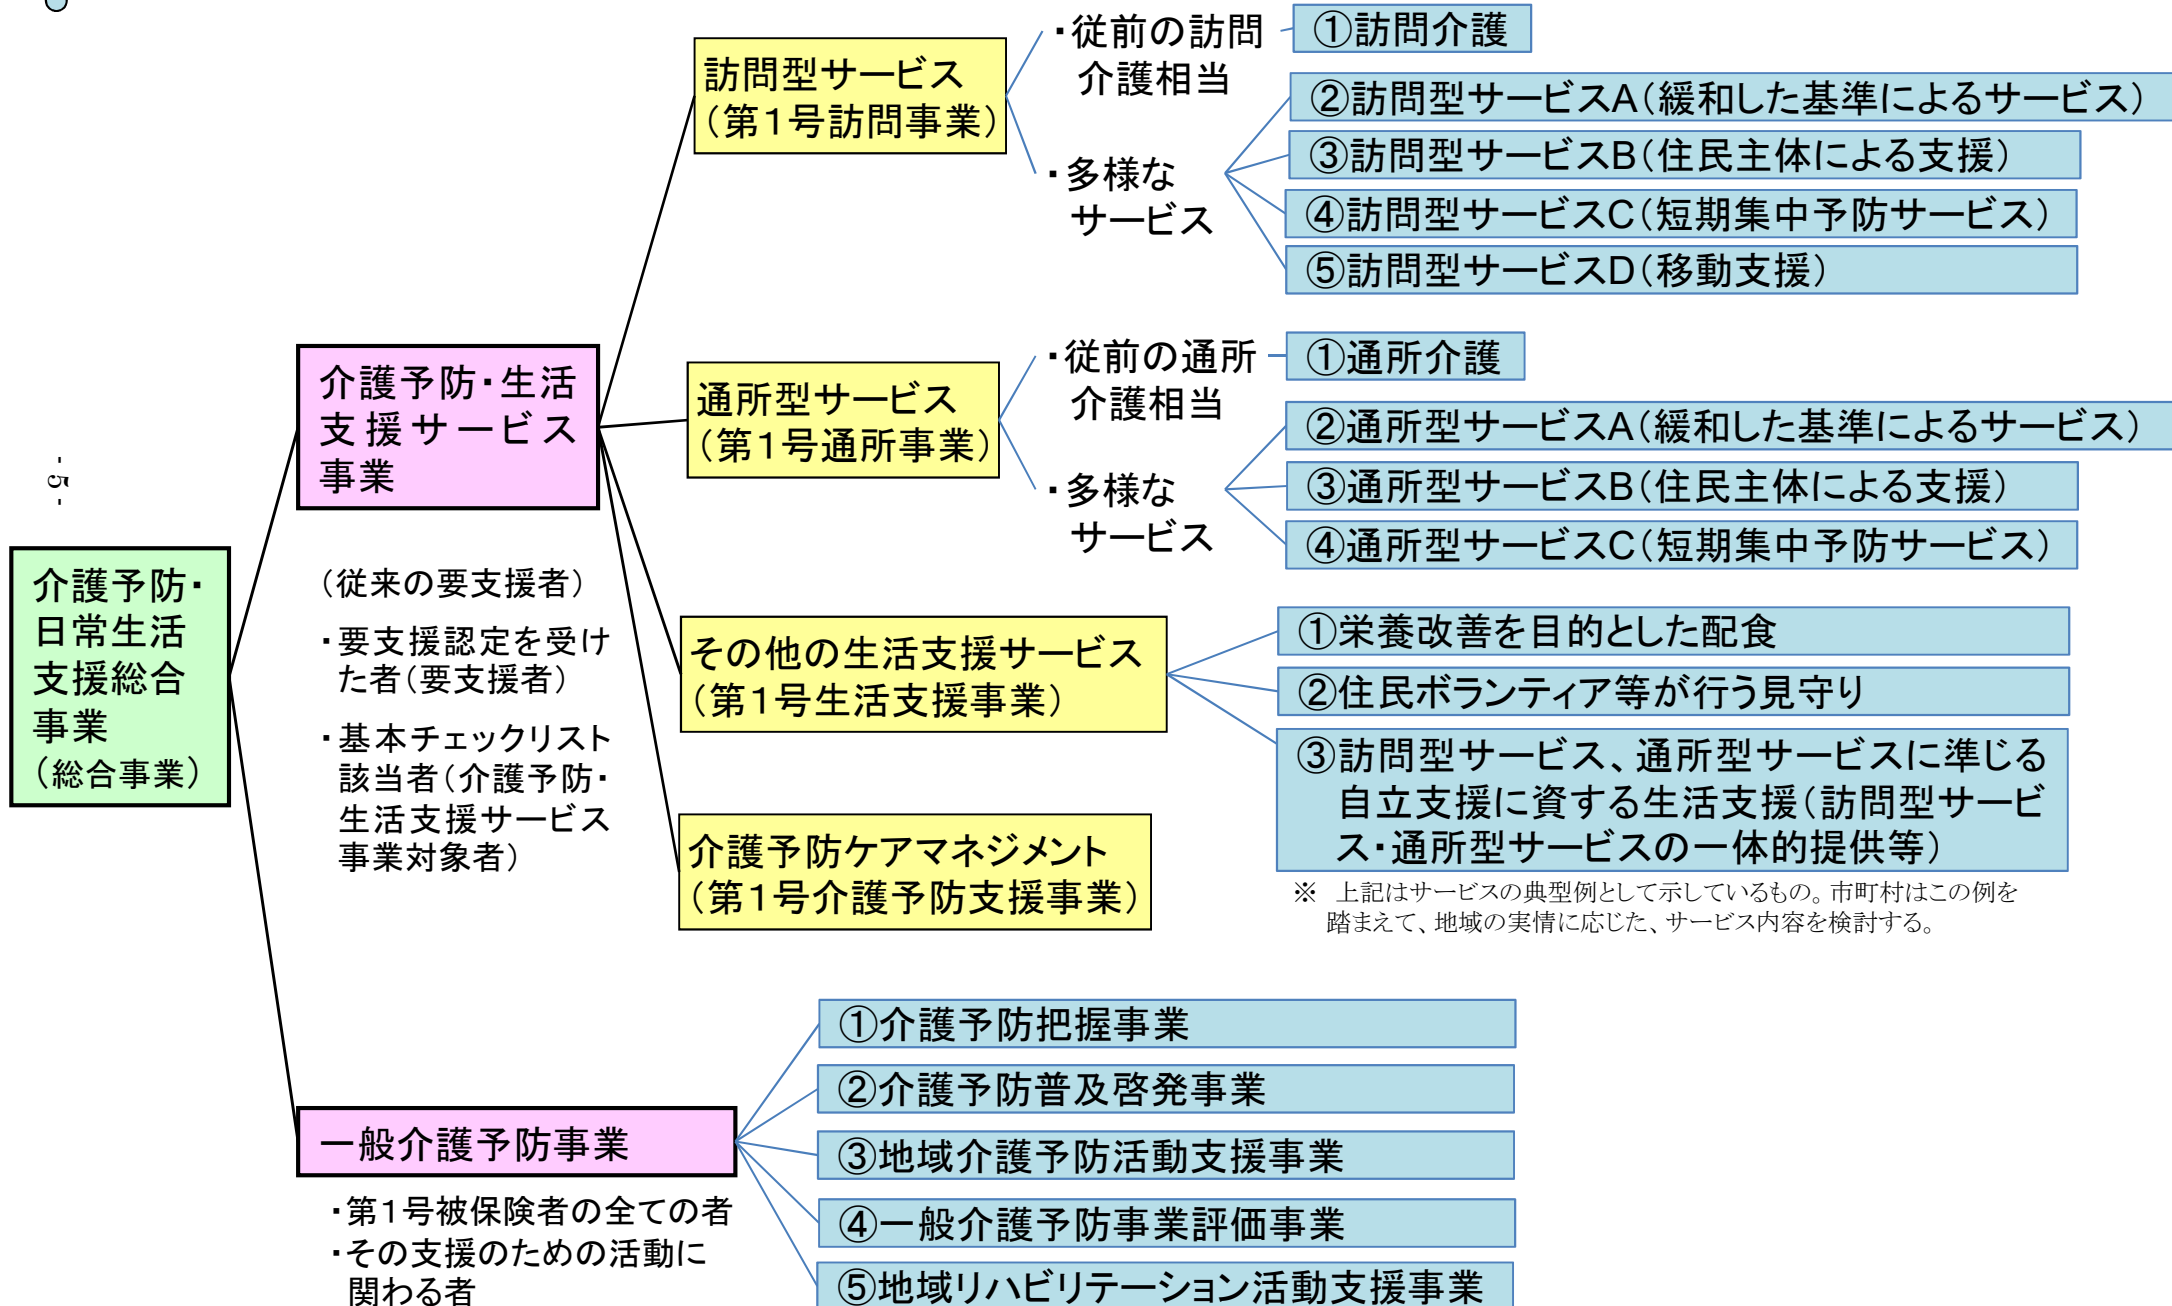 - 5 -
介護予防・
日常生活
支援総合
事業
（総合事業）
介護予防・生活
支援サービス
事業
（従来の要支援者）
・要支援認定を受け
た者（要支援者）
・基本チェックリスト
該当者（介護予防・
生活支援サービス
事業対象者）
訪問型サービス
（第１号訪問事業）
・従前の訪問
介護相当
①訪問介護
・多様な
サービス
②訪問型サービスA（緩和した基準によるサービス）
③訪問型サービスB（住民主体による支援）
④訪問型サービスC（短期集中予防サービス）
⑤訪問型サービスD（移動支援）
通所型サービス
（第１号通所事業）
・従前の通所
介護相当
①通所介護
・多様な
サービス
②通所型サービスA（緩和した基準によるサービス）
③通所型サービスB（住民主体による支援）
④通所型サービスC（短期集中予防サービス）
その他の生活支援サービス
（第１号生活支援事業）
①栄養改善を目的とした配食
②住民ボランティア等が行う見守り
③訪問型サービス、通所型サービスに準じる
自立支援に資する生活支援（訪問型サービ
ス・通所型サービスの一体的提供等）
介護予防ケアマネジメント
（第１号介護予防支援事業）
※　上記はサービスの典型例として示しているもの。市町村はこの例を
踏まえて、地域の実情に応じた、サービス内容を検討する。
一般介護予防事業
・第１号被保険者の全ての者
・その支援のための活動に
関わる者
①介護予防把握事業
②介護予防普及啓発事業
③地域介護予防活動支援事業
④一般介護予防事業評価事業
⑤地域リハビリテーション活動支援事業